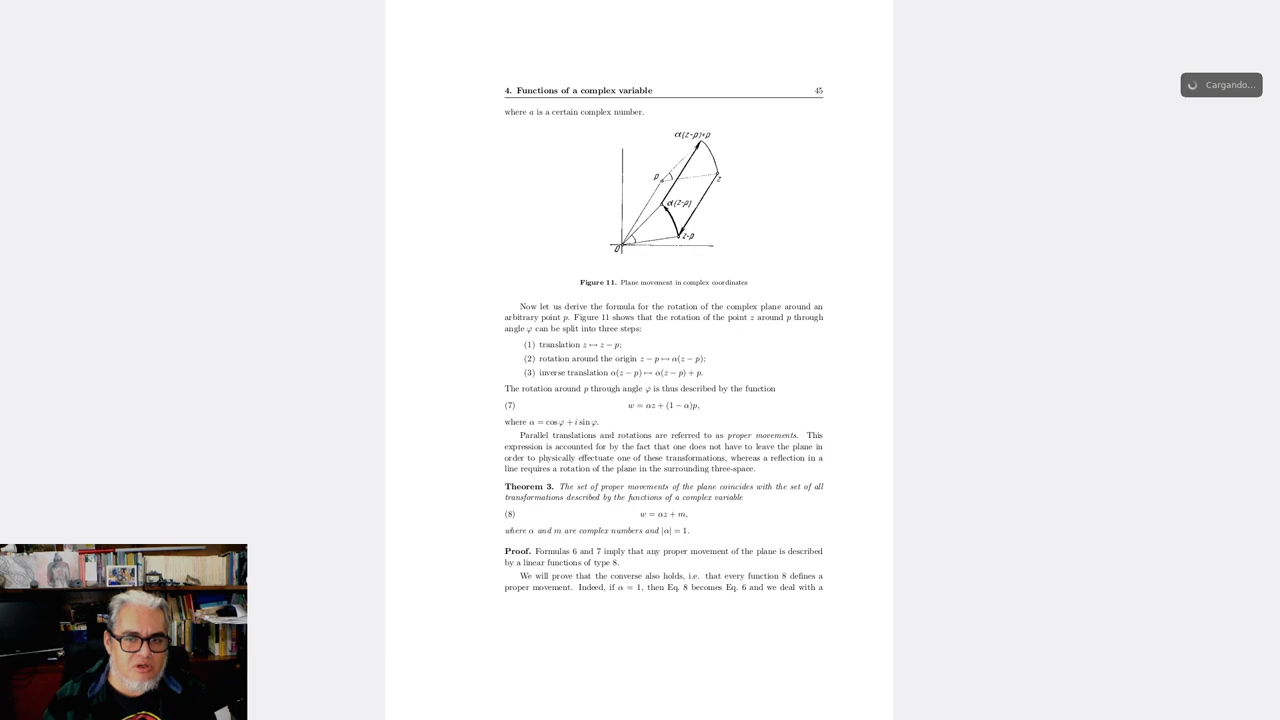 4. Functions of a complex variable 45
Cargando...
where a is a certain complex number.
α(z-p)+p
p
z
α(z-p)
z-p
0
Figure 11. Plane movement in complex coordinates
Now let us derive the formula for the rotation of the complex plane around an
arbitrary point p. Figure 11 shows that the rotation of the point z around p through
angle φ can be split into three steps:
(1) translation z ↦ z − p;
(2) rotation around the origin z − p ↦ α(z − p);
(3) inverse translation α(z − p) ↦ α(z − p) + p.
The rotation around p through angle φ is thus described by the function
(7) w = αz + (1 − α)p,
where α = cos φ + i sin φ.
Parallel translations and rotations are referred to as proper movements. This
expression is accounted for by the fact that one does not have to leave the plane in
order to physically effectuate one of these transformations, whereas a reflection in a
line requires a rotation of the plane in the surrounding three-space.
Theorem 3. The set of proper movements of the plane coincides with the set of all
transformations described by the functions of a complex variable
(8) w = αz + m,
where α and m are complex numbers and |α| = 1.
Proof. Formulas 6 and 7 imply that any proper movement of the plane is described
by a linear functions of type 8.
We will prove that the converse also holds, i.e. that every function 8 defines a
proper movement. Indeed, if α = 1, then Eq. 8 becomes Eq. 6 and we deal with a